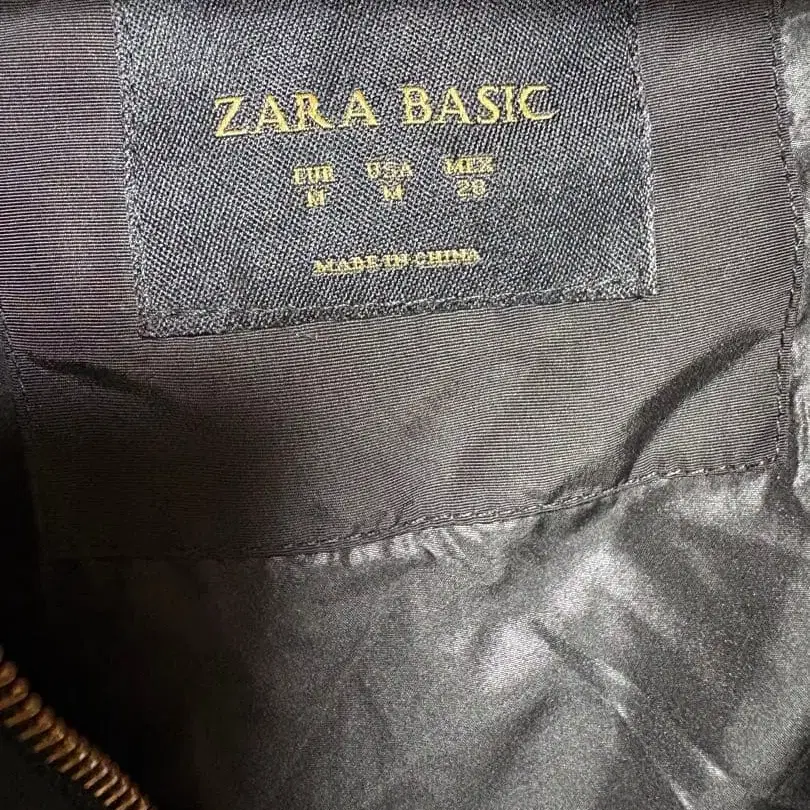 ZARA BASIC
EUR USA MEX
M M 28
MADE IN CHINA